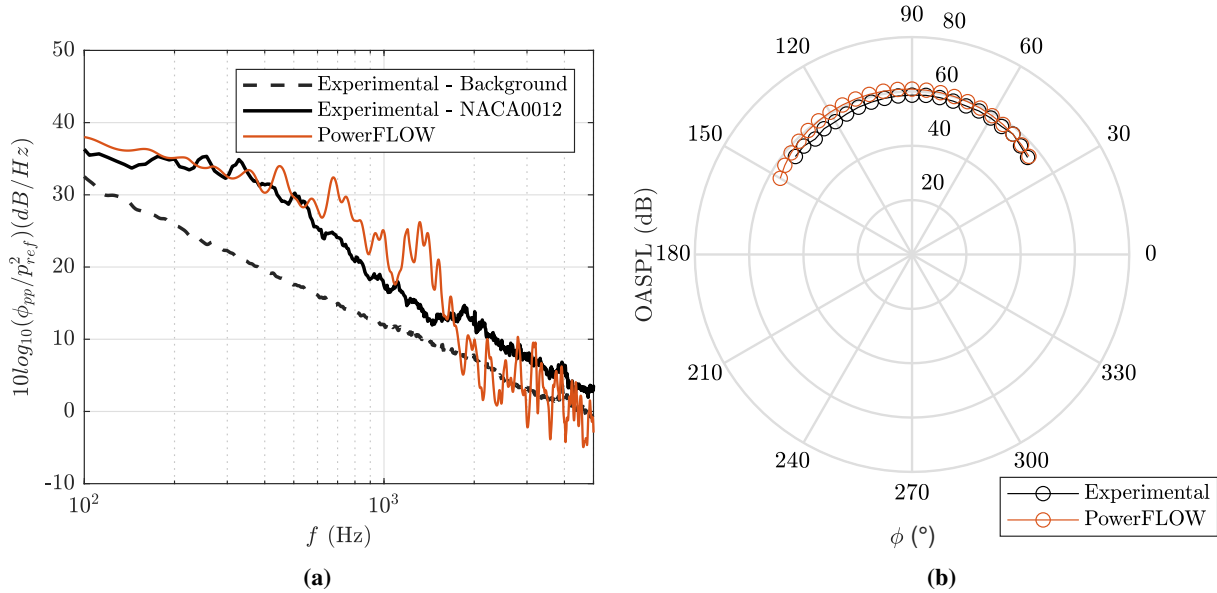 50
40
30
20
10
0
-10
10² 10³
10log₁₀(ϕₚₚ/p²ref)(dB/Hz)
f (Hz)
Experimental - Background
Experimental - NACA0012
PowerFLOW
(a)
90
80
120 60
60
150 40 30
20
180 0
210 330
240 300
270
OASPL (dB)
ϕ (°)
Experimental
PowerFLOW
(b)